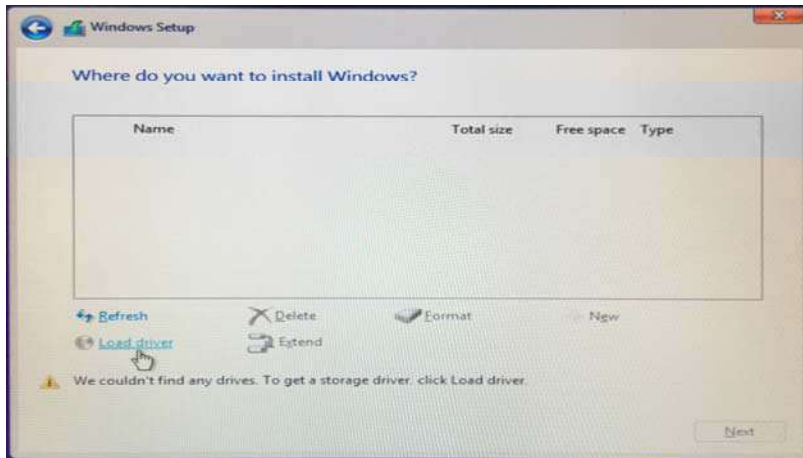 Windows Setup
Where do you want to install Windows?
Name Total size Free space Type
Refresh Delete Format New
Load driver Extend
We couldn't find any drives. To get a storage driver, click Load driver.
Next